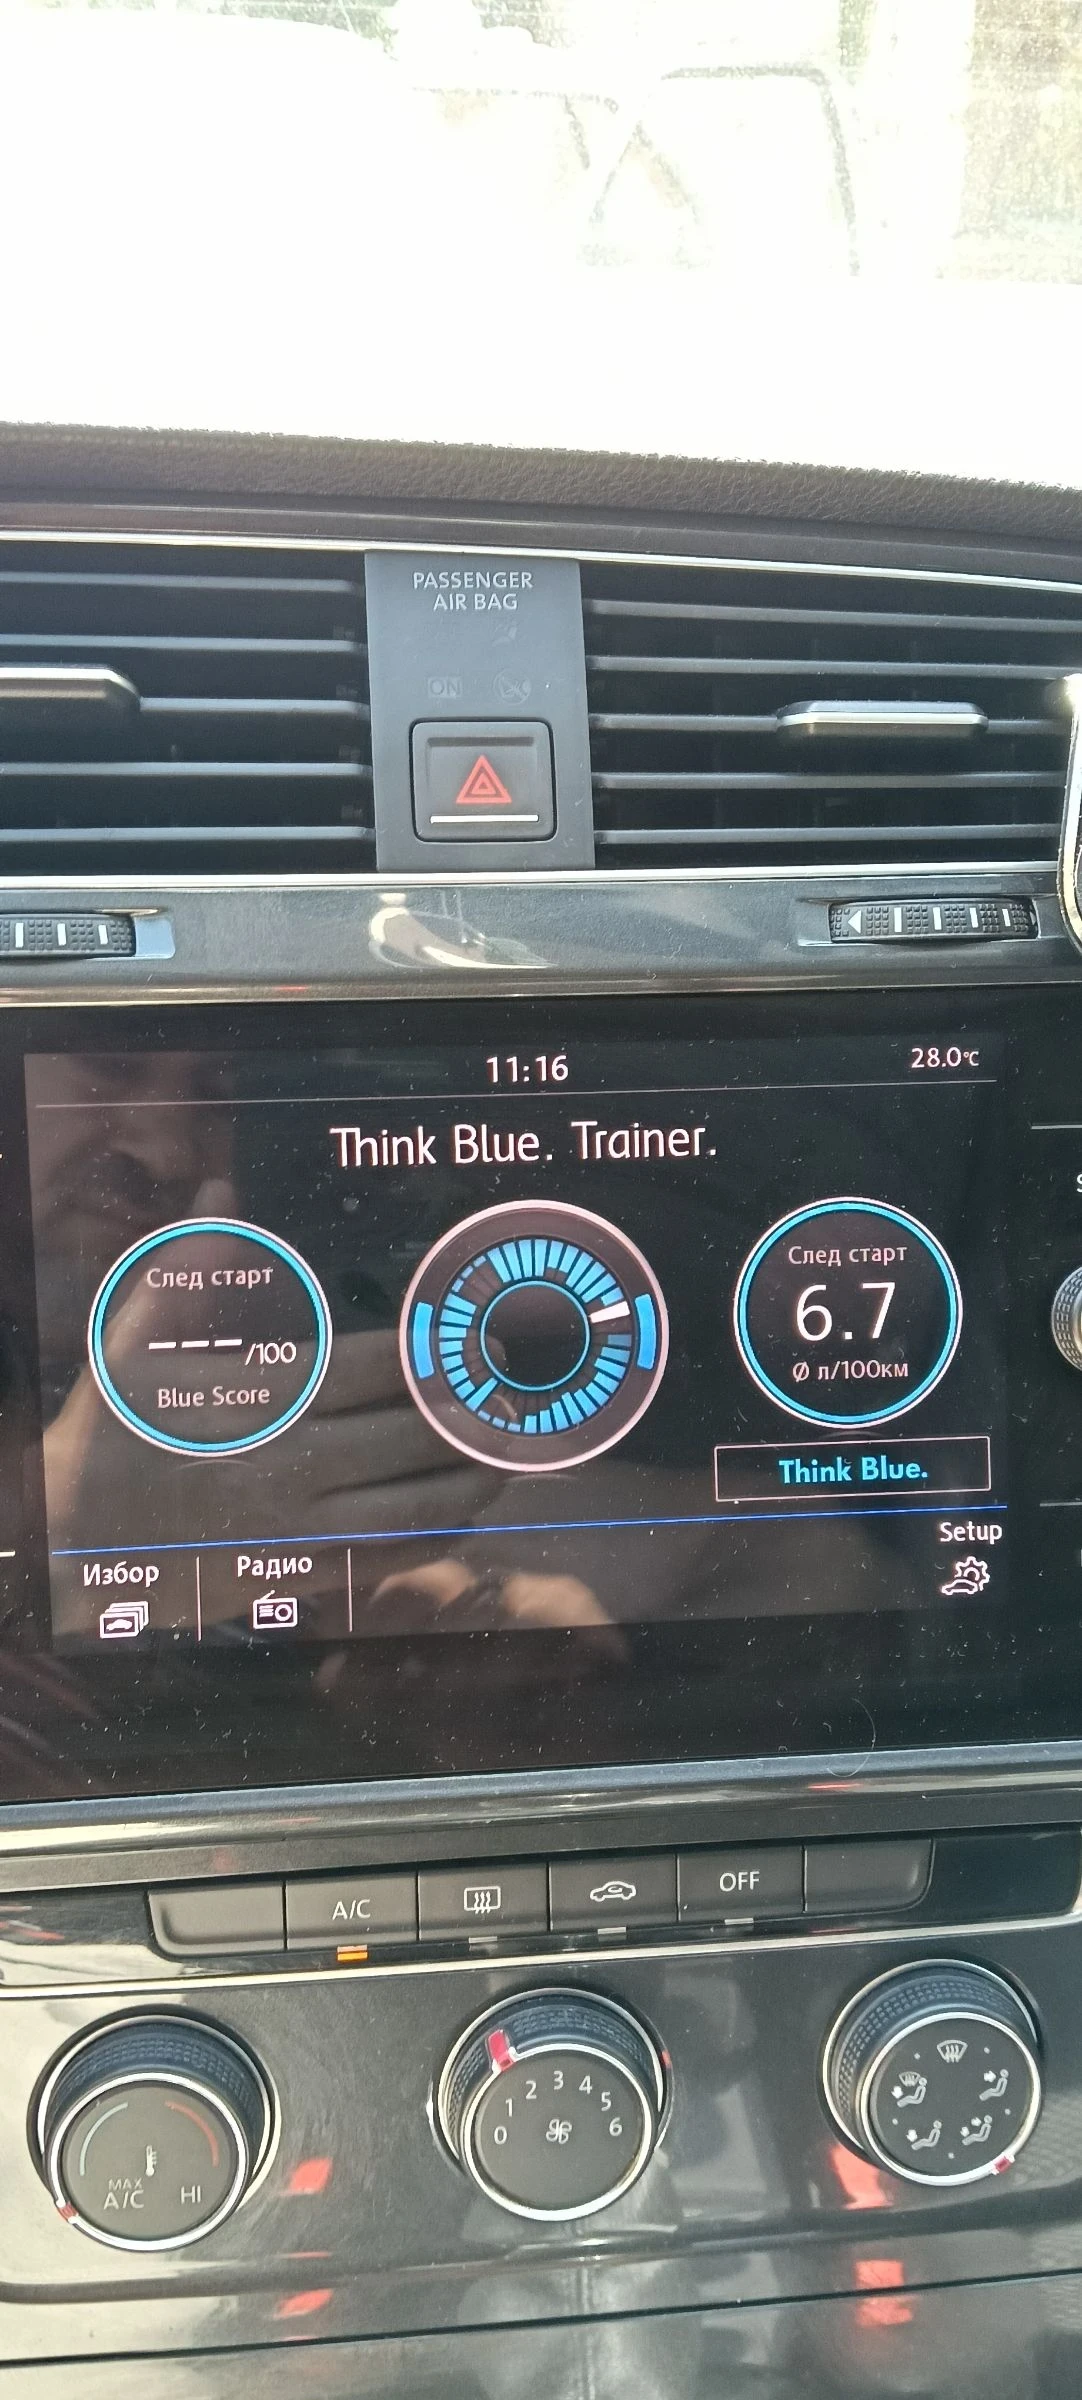 PASSENGER
AIR BAG
ON
11:16
28.0°C
Think Blue. Trainer.
След старт
---/100
Blue Score
След старт
6.7
Ø л/100км
Think Blue.
Избор
Радио
Setup
A/C
OFF
MAX
A/C
HI
0 1 2 3 4 5 6